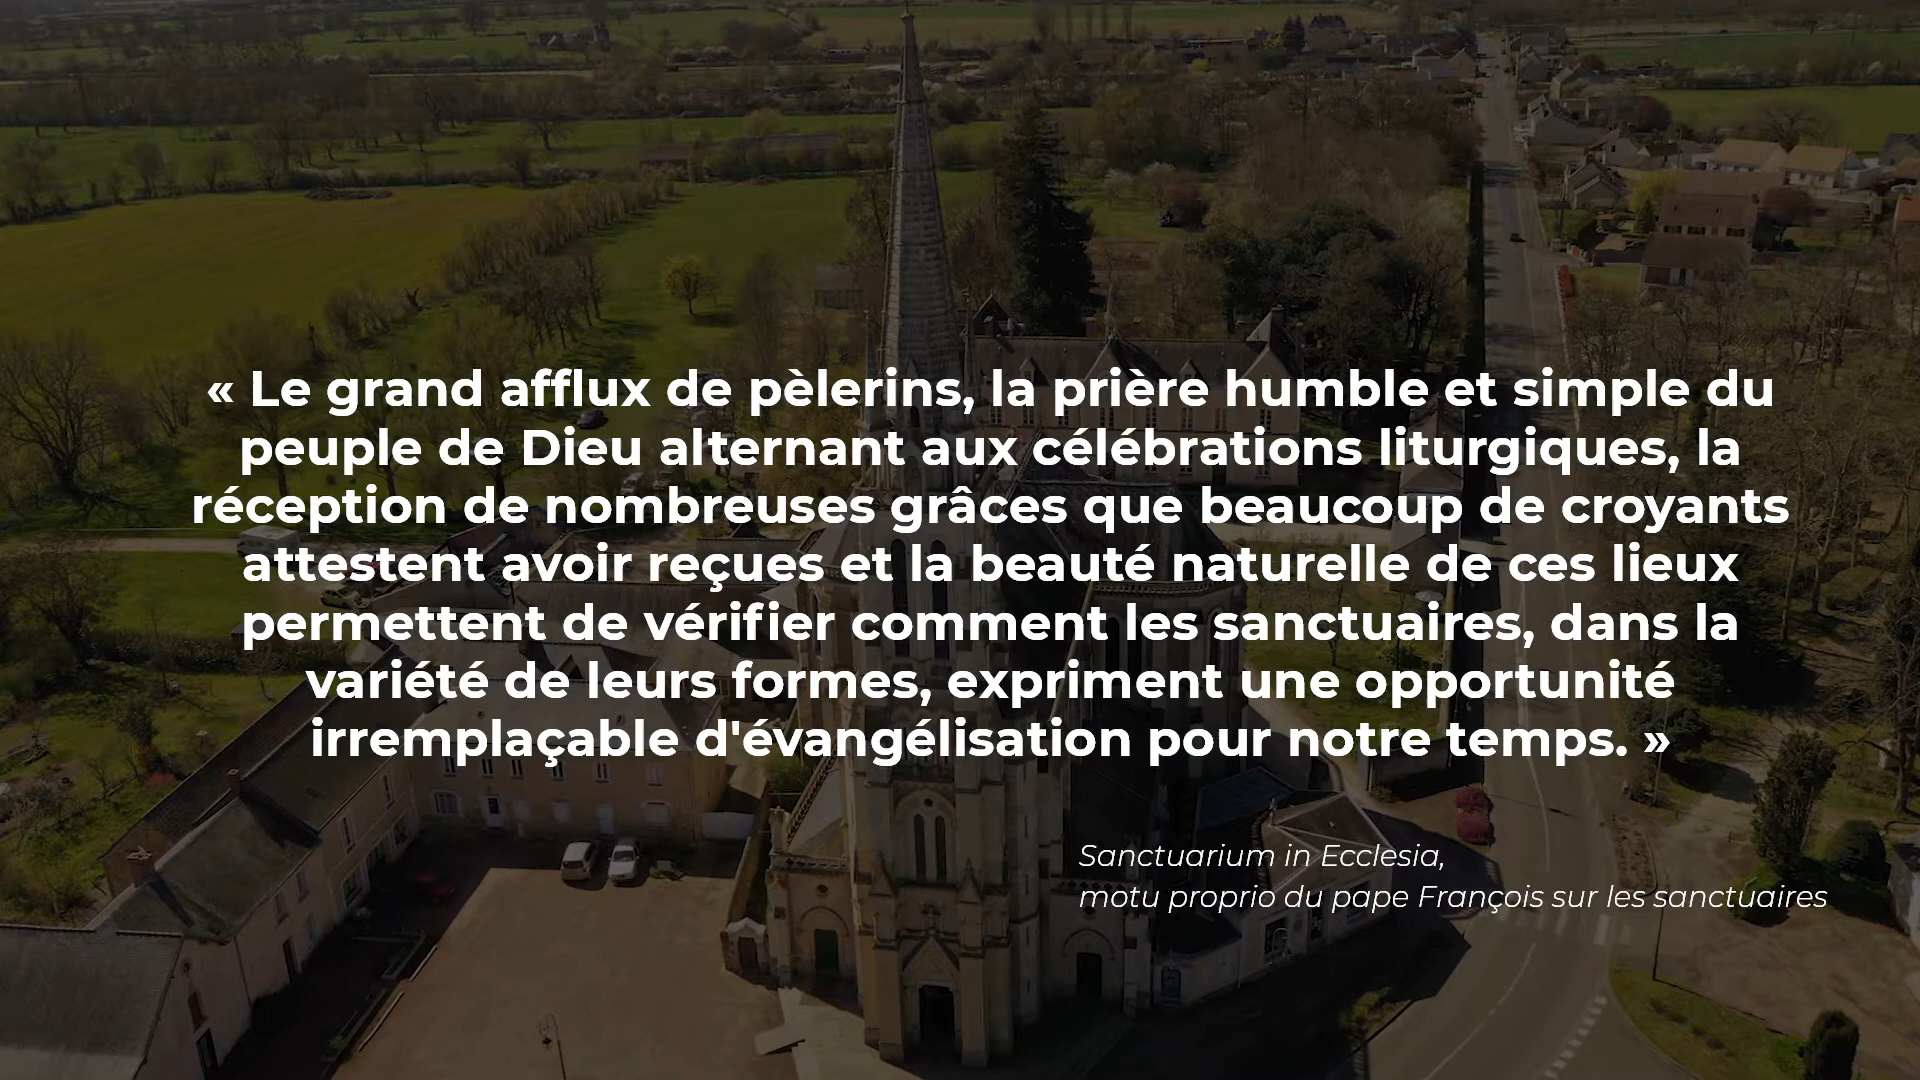 « Le grand afflux de pèlerins, la prière humble et simple du
peuple de Dieu alternant aux célébrations liturgiques, la
réception de nombreuses grâces que beaucoup de croyants
attestent avoir reçues et la beauté naturelle de ces lieux
permettent de vérifier comment les sanctuaires, dans la
variété de leurs formes, expriment une opportunité
irremplaçable d'évangélisation pour notre temps. »
Sanctuarium in Ecclesia,
motu proprio du pape François sur les sanctuaires